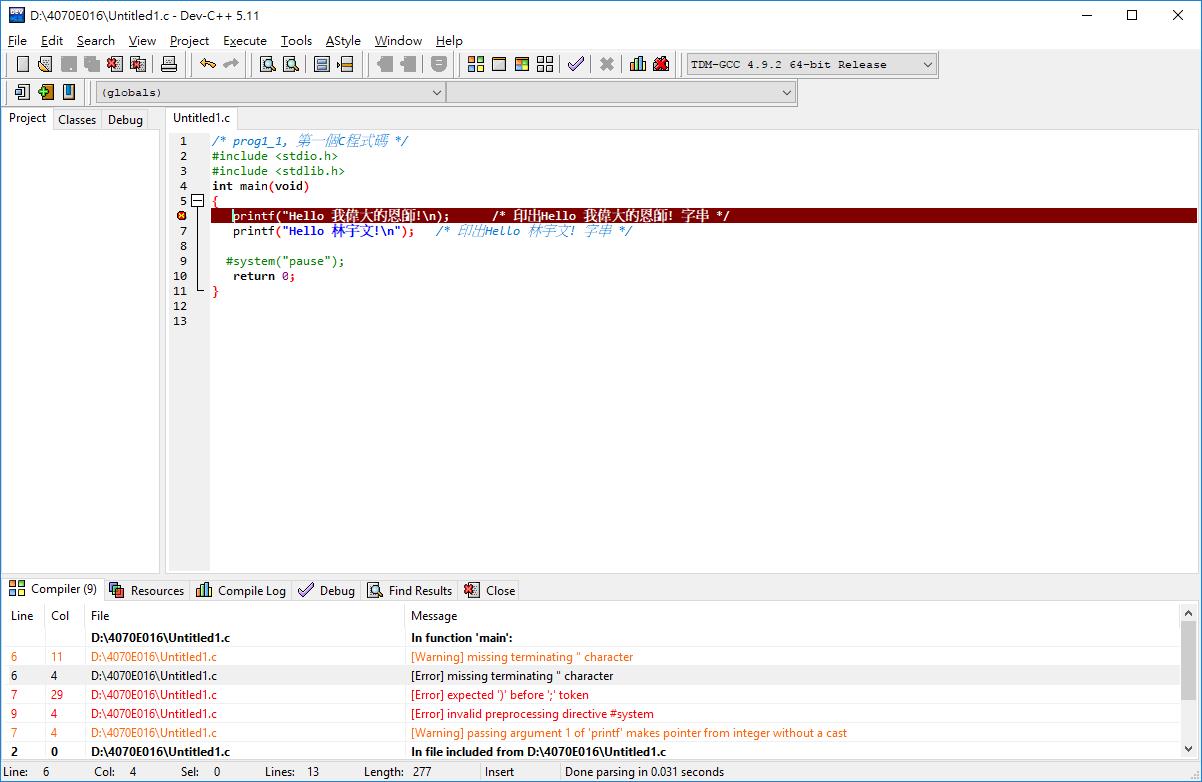 D:\4070E016\Untitled1.c - Dev-C++ 5.11
File Edit Search View Project Execute Tools AStyle Window Help
TDM-GCC 4.9.2 64-bit Release
(globals)
Project Classes Debug Untitled1.c
1 /* prog1_1, 第一個C程式碼 */
2 #include <stdio.h>
3 #include <stdlib.h>
4 int main(void)
5 {
printf("Hello 我偉大的恩師!\n); /* 印出Hello 我偉大的恩師! 字串 */
7 printf("Hello 林宇文!\n"); /* 印出Hello 林宇文! 字串 */
8
9 #system("pause");
10 return 0;
11 }
12
13
Compiler (9) Resources Compile Log Debug Find Results Close
Line Col File Message
D:\4070E016\Untitled1.c In function 'main':
6 11 D:\4070E016\Untitled1.c [Warning] missing terminating " character
6 4 D:\4070E016\Untitled1.c [Error] missing terminating " character
7 29 D:\4070E016\Untitled1.c [Error] expected ')' before ';' token
9 4 D:\4070E016\Untitled1.c [Error] invalid preprocessing directive #system
7 4 D:\4070E016\Untitled1.c [Warning] passing argument 1 of 'printf' makes pointer from integer without a cast
2 0 D:\4070E016\Untitled1.c In file included from D:\4070E016\Untitled1.c
Line: 6 Col: 4 Sel: 0 Lines: 13 Length: 277 Insert Done parsing in 0.031 seconds